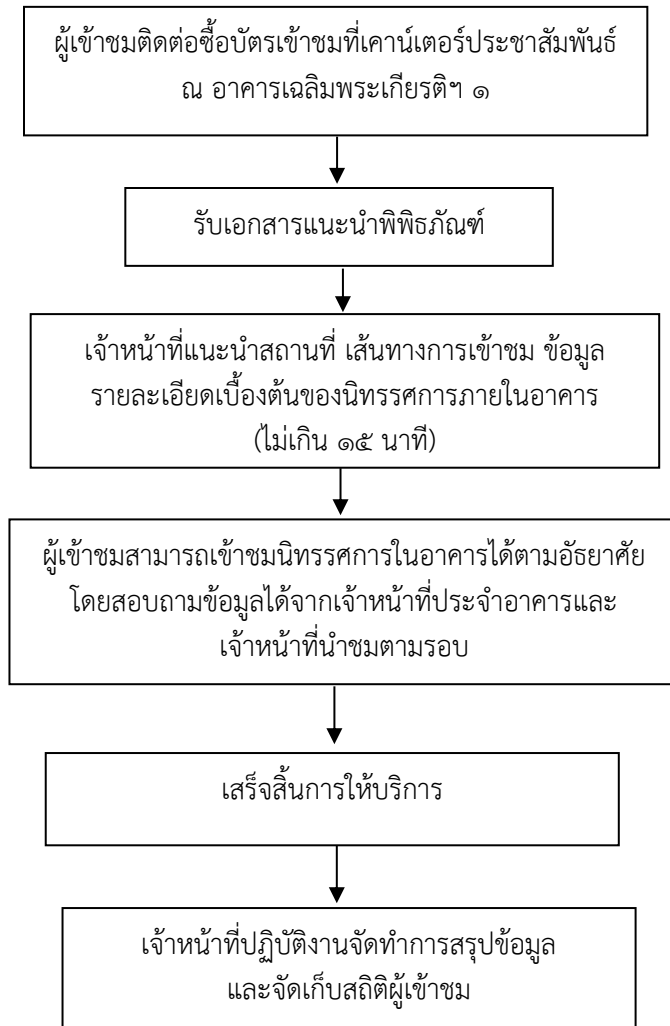 ผู้เข้าชมติดต่อซื้อบัตรเข้าชมที่เคาน์เตอร์ประชาสัมพันธ์
ณ อาคารเฉลิมพระเกียรติฯ ๑
รับเอกสารแนะนำพิพิธภัณฑ์
เจ้าหน้าที่แนะนำสถานที่ เส้นทางการเข้าชม ข้อมูล
รายละเอียดเบื้องต้นของนิทรรศการภายในอาคาร
(ไม่เกิน ๑๕ นาที)
ผู้เข้าชมสามารถเข้าชมนิทรรศการในอาคารได้ตามอัธยาศัย
โดยสอบถามข้อมูลได้จากเจ้าหน้าที่ประจำอาคารและ
เจ้าหน้าที่นำชมตามรอบ
เสร็จสิ้นการให้บริการ
เจ้าหน้าที่ปฏิบัติงานจัดทำการสรุปข้อมูล
และจัดเก็บสถิติผู้เข้าชม